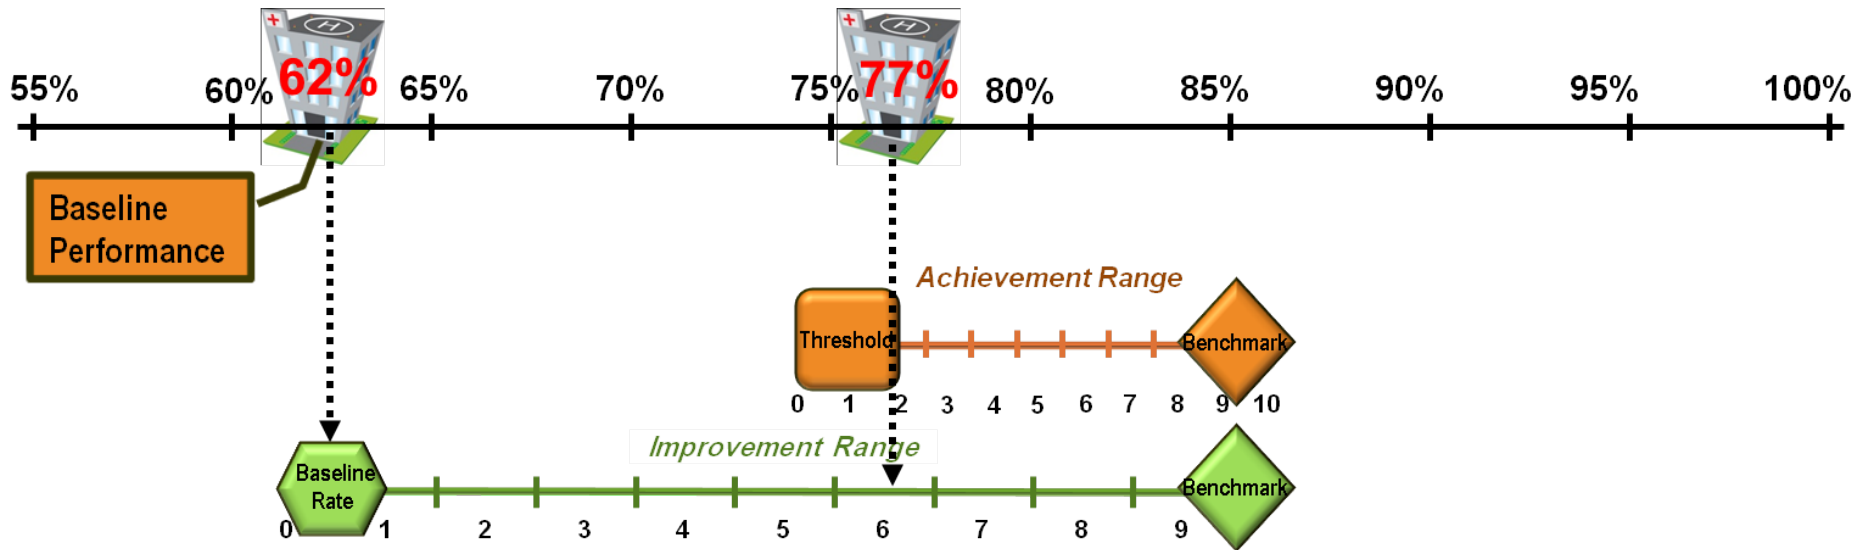 55% 60% 62% 65% 70% 75% 77% 80% 85% 90% 95% 100%
H
H
Baseline
Performance
Achievement Range
Threshold
Benchmark
0 1 2 3 4 5 6 7 8 9 10
Improvement Range
Baseline
Rate
Benchmark
0 1 2 3 4 5 6 7 8 9